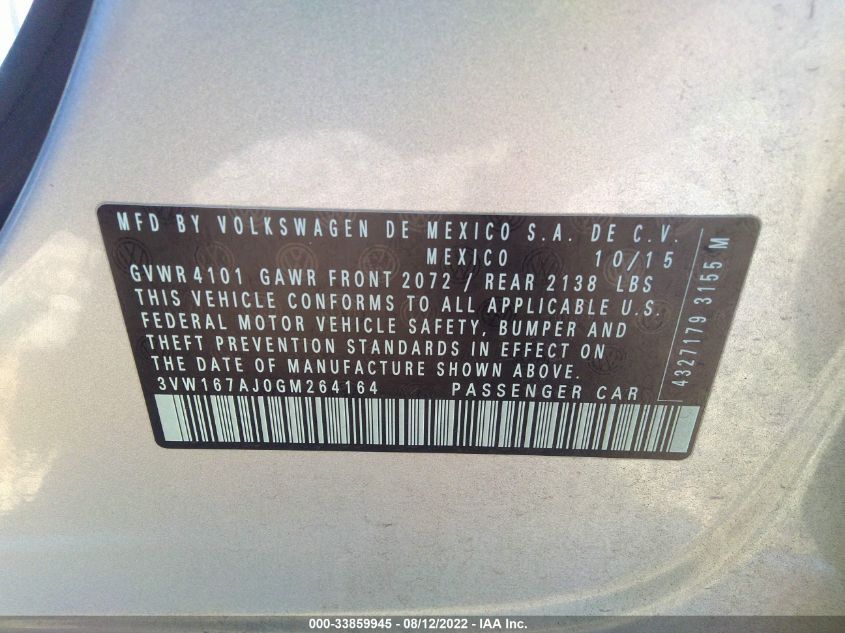 MFD BY VOLKSWAGEN DE MEXICO S.A. DE C.V.
MEXICO 10/15
GVWR 4101 GAWR FRONT 2072 / REAR 2138 LBS
THIS VEHICLE CONFORMS TO ALL APPLICABLE U.S.
FEDERAL MOTOR VEHICLE SAFETY, BUMPER AND
THEFT PREVENTION STANDARDS IN EFFECT ON
THE DATE OF MANUFACTURE SHOWN ABOVE.
3VW167AJ0GM264164 PASSENGER CAR
4327179 3155 M
000-33859945 - 08/12/2022 - IAA Inc.